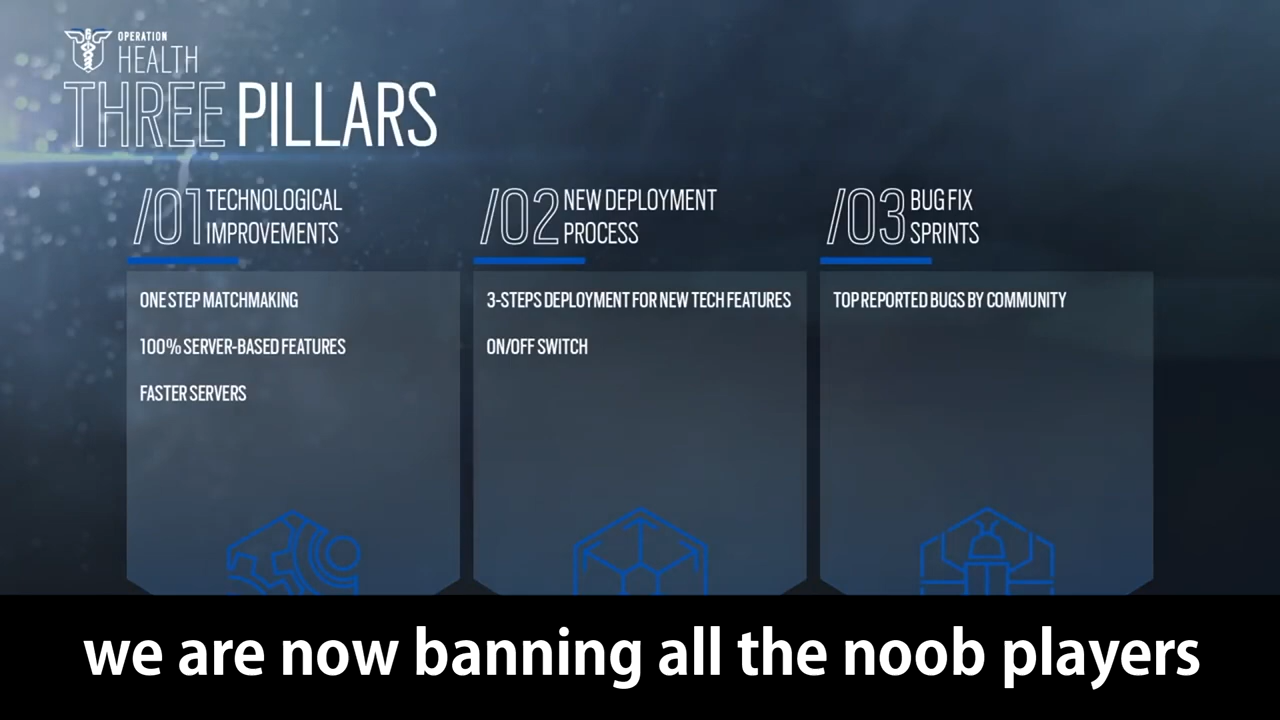 OPERATION
HEALTH
THREE PILLARS
/01 TECHNOLOGICAL
IMPROVEMENTS
ONE STEP MATCHMAKING
100% SERVER-BASED FEATURES
FASTER SERVERS
/02 NEW DEPLOYMENT
PROCESS
3-STEPS DEPLOYMENT FOR NEW TECH FEATURES
ON/OFF SWITCH
/03 BUG FIX
SPRINTS
TOP REPORTED BUGS BY COMMUNITY
we are now banning all the noob players